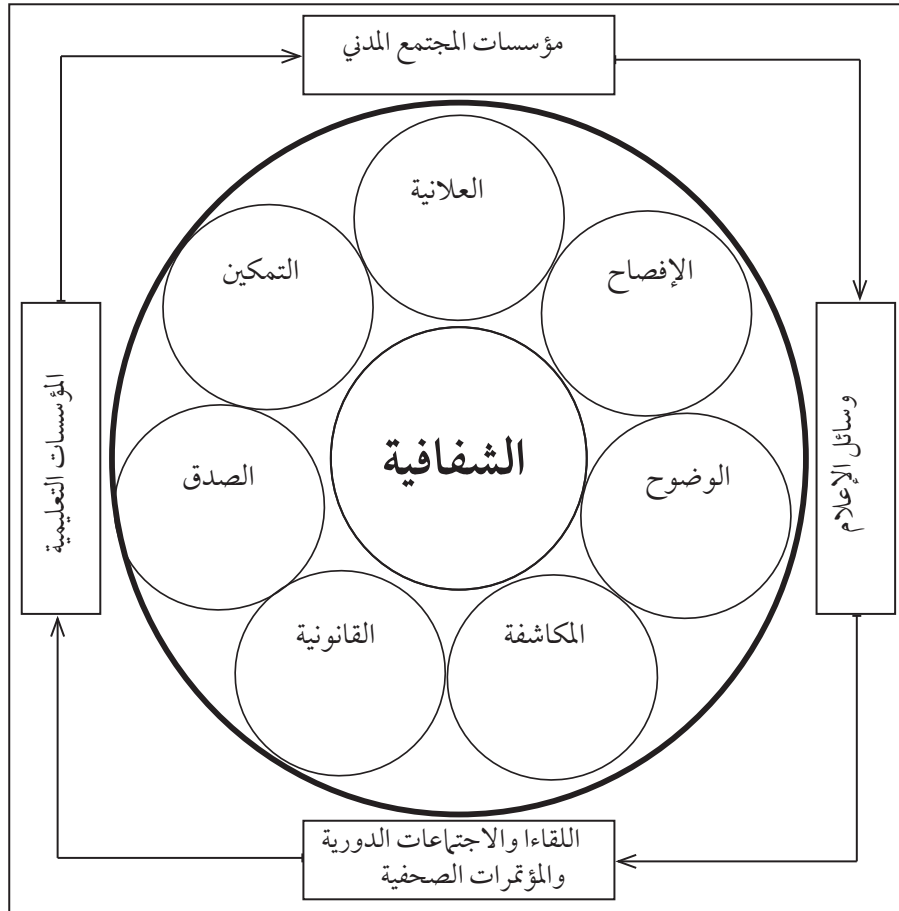 مؤسسات المجتمع المدني
العلانية
التمكين
الإفصاح
المؤسسات التعليمية
الشفافية
وسائل الإعلام
الصدق
الوضوح
القانونية
المكاشفة
اللقاءا والاجتماعات الدورية
والمؤتمرات الصحفية